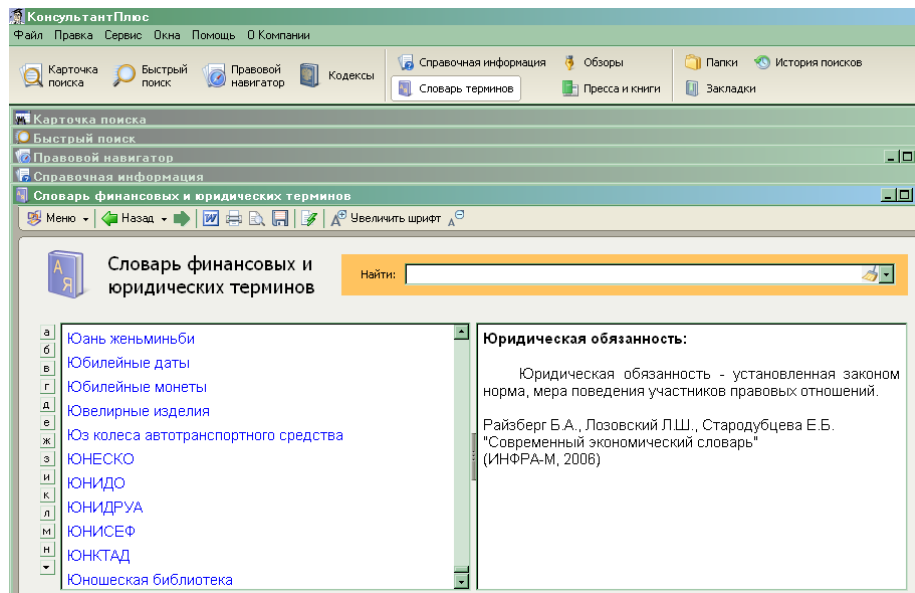 КонсультантПлюс
Файл Правка Сервис Окна Помощь О Компании
Карточка поиска
Быстрый поиск
Правовой навигатор
Кодексы
Справочная информация
Словарь терминов
Обзоры
Пресса и книги
Папки
Закладки
История поисков
Карточка поиска
Быстрый поиск
Правовой навигатор
Справочная информация
Словарь финансовых и юридических терминов
Меню Назад Увеличить шрифт
Словарь финансовых и
юридических терминов
Найти:
а
б
в
г
д
е
ж
з
и
к
л
м
н
Юань женьминьби
Юбилейные даты
Юбилейные монеты
Ювелирные изделия
Юз колеса автотранспортного средства
ЮНЕСКО
ЮНИДО
ЮНИДРУА
ЮНИСЕФ
ЮНКТАД
Юношеская библиотека
Юридическая обязанность:
Юридическая обязанность - установленная законом
норма, мера поведения участников правовых отношений.
Райзберг Б.А., Лозовский Л.Ш., Стародубцева Е.Б.
"Современный экономический словарь"
(ИНФРА-М, 2006)